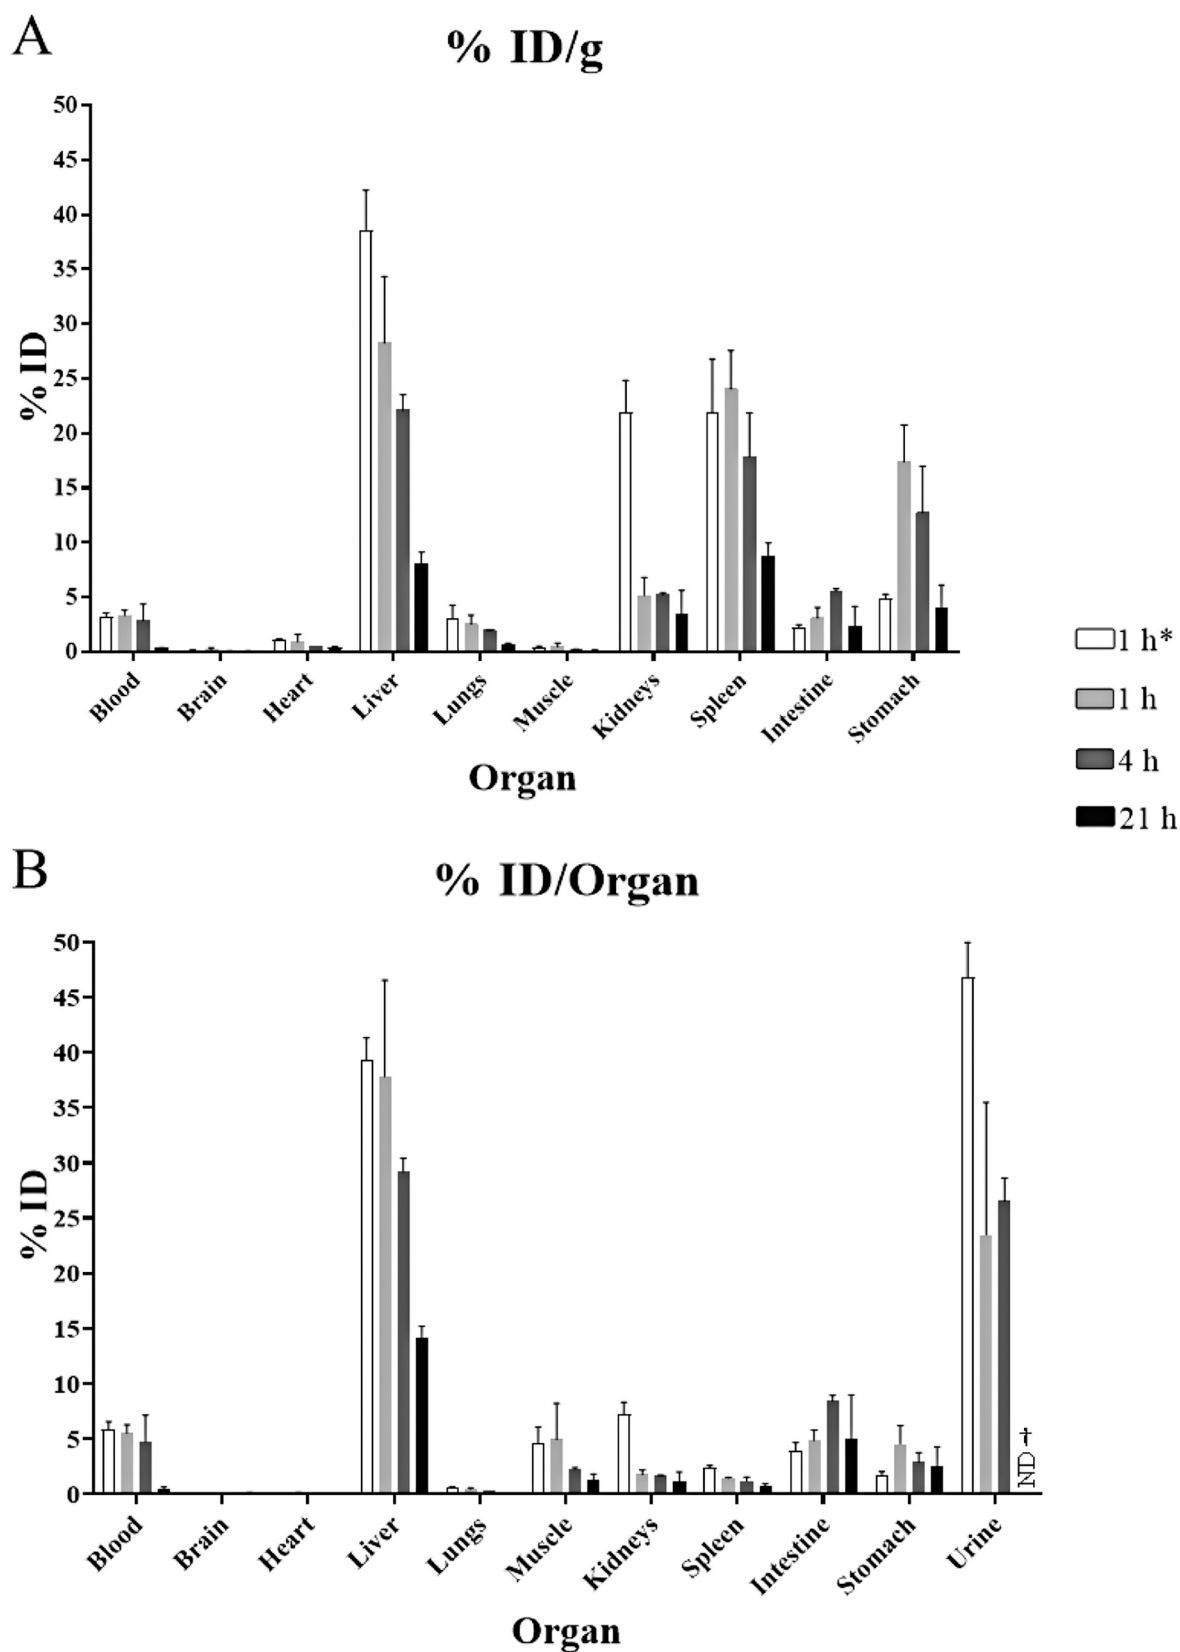 A
% ID/g
50
45
40
35
30
25
20
15
10
5
0
% ID
Blood
Brain
Heart
Liver
Lungs
Muscle
Kidneys
Spleen
Intestine
Stomach
Organ
1 h*
1 h
4 h
21 h
B
% ID/Organ
50
45
40
35
30
25
20
15
10
5
0
% ID
ND†
Blood
Brain
Heart
Liver
Lungs
Muscle
Kidneys
Spleen
Intestine
Stomach
Urine
Organ